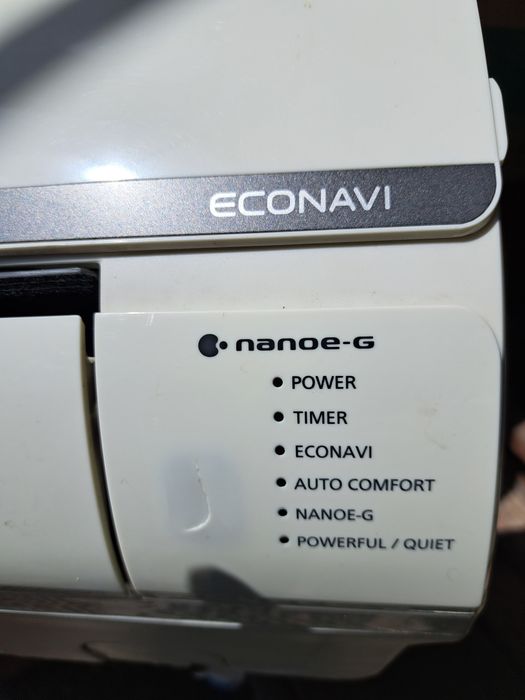 ECONAVI
nanoe-G
POWER
TIMER
ECONAVI
AUTO COMFORT
NANOE-G
POWERFUL / QUIET